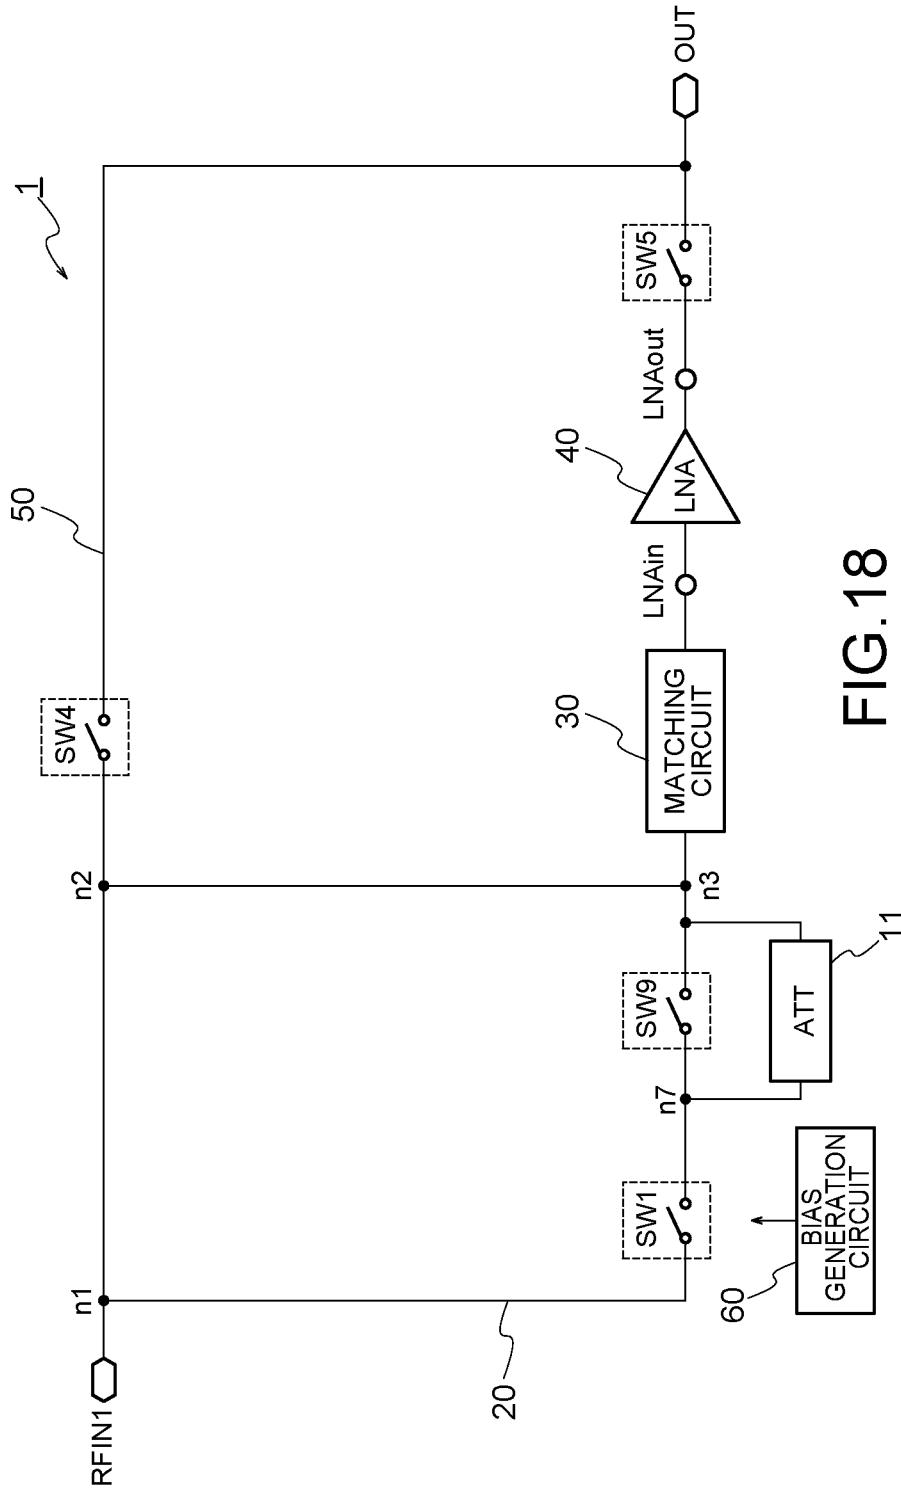 1
50
SW4
n2
n1
RFIN1
20
SW1
n7
SW9
n3
ATT
11
60
BIAS
GENERATION
CIRCUIT
30
MATCHING
CIRCUIT
LNAin
40
LNA
LNAout
SW5
OUT
FIG.18